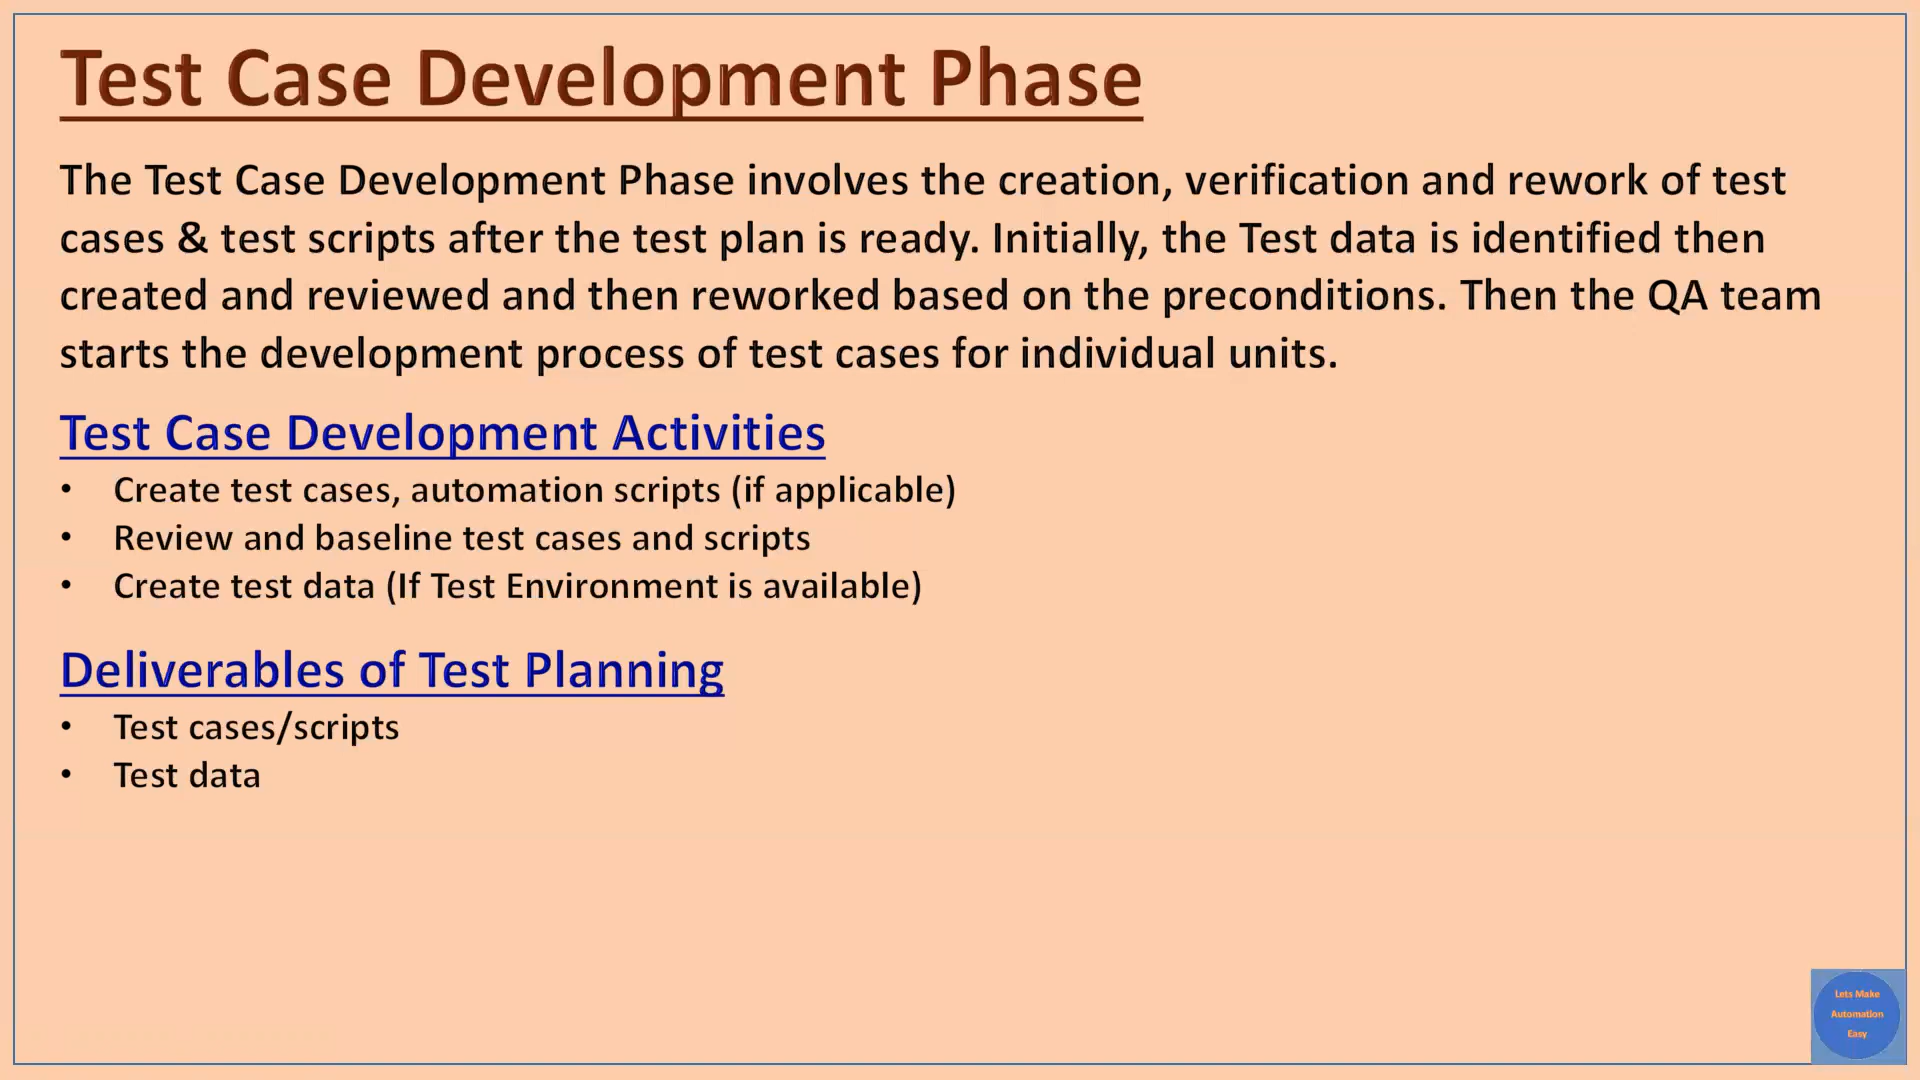 Test Case Development Phase
The Test Case Development Phase involves the creation, verification and rework of test
cases & test scripts after the test plan is ready. Initially, the Test data is identified then
created and reviewed and then reworked based on the preconditions. Then the QA team
starts the development process of test cases for individual units.
Test Case Development Activities
• Create test cases, automation scripts (if applicable)
• Review and baseline test cases and scripts
• Create test data (If Test Environment is available)
Deliverables of Test Planning
• Test cases/scripts
• Test data
Lets Make
Automation
Easy